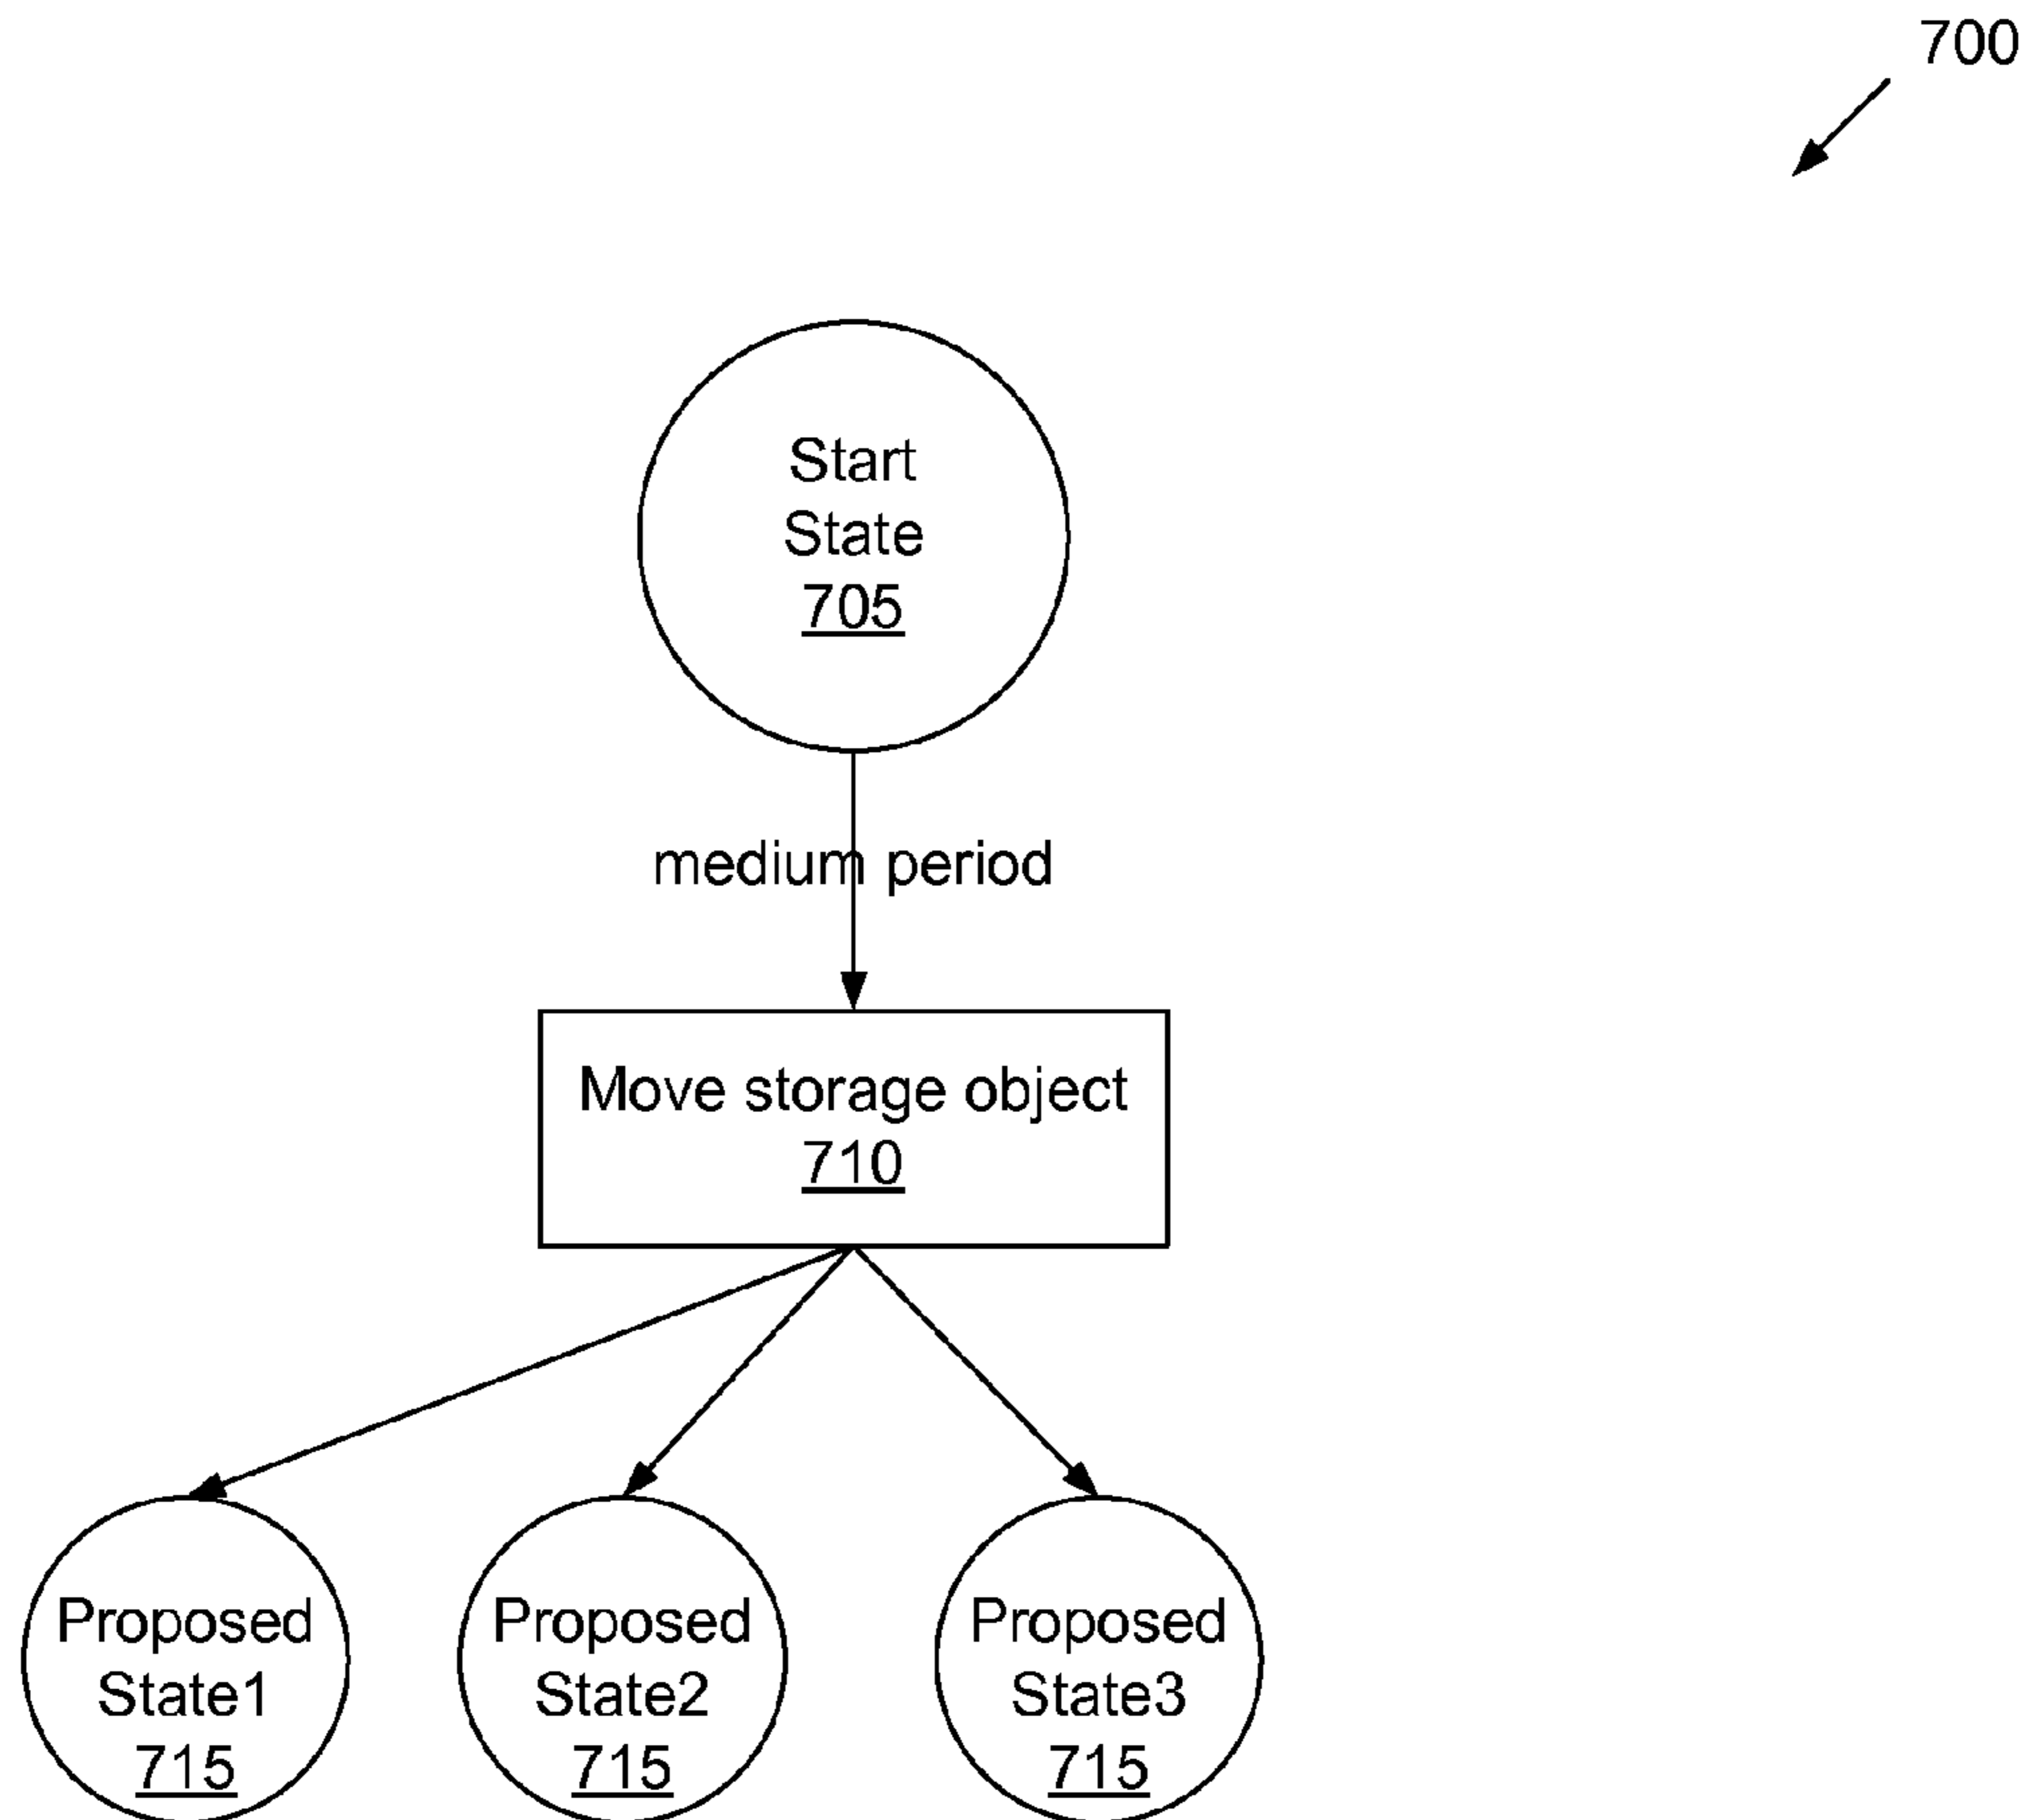 700
Start
State
705
medium period
Move storage object
710
Proposed
State1
715
Proposed
State2
715
Proposed
State3
715